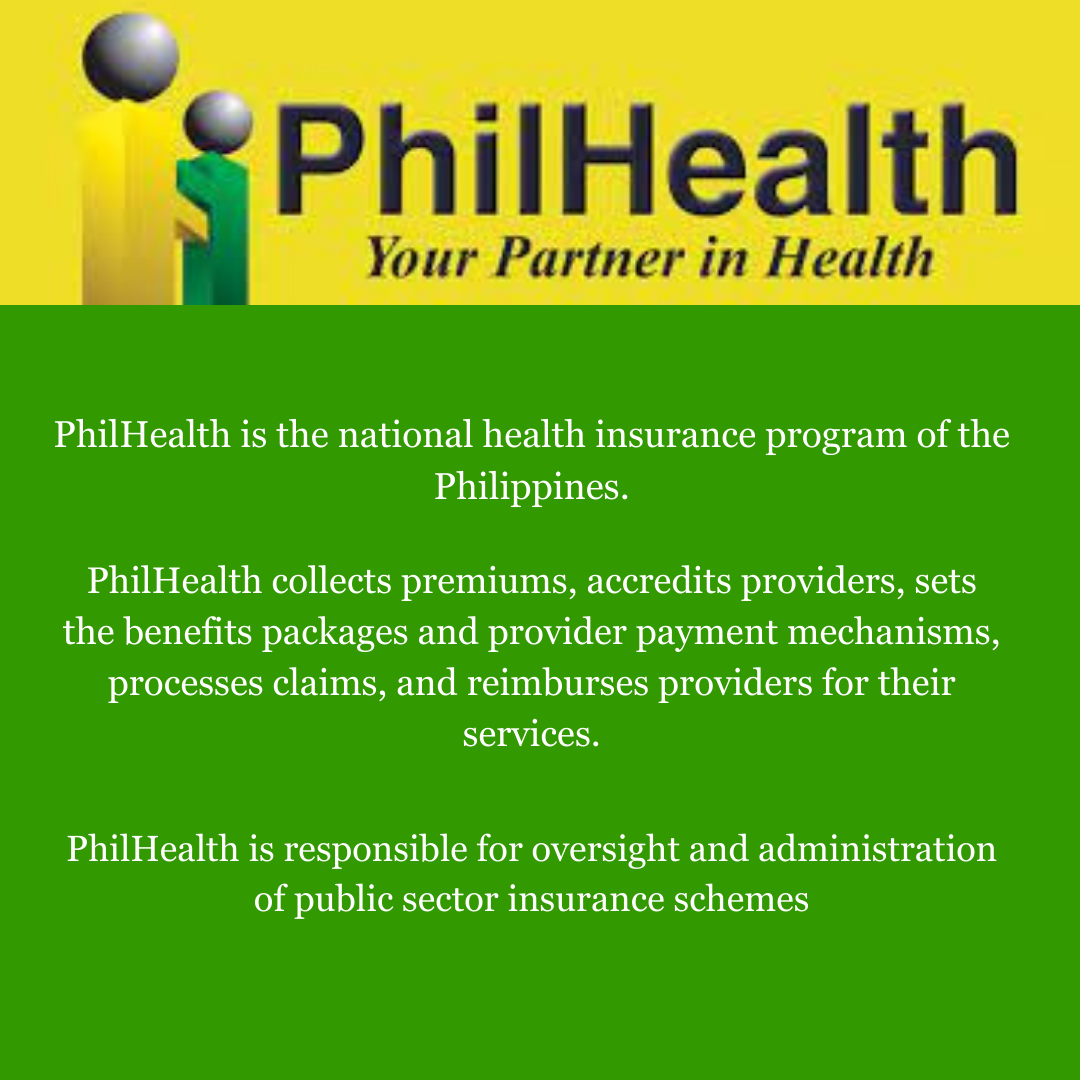 PhilHealth
Your Partner in Health
PhilHealth is the national health insurance program of the
Philippines.
PhilHealth collects premiums, accredits providers, sets
the benefits packages and provider payment mechanisms,
processes claims, and reimburses providers for their
services.
PhilHealth is responsible for oversight and administration
of public sector insurance schemes